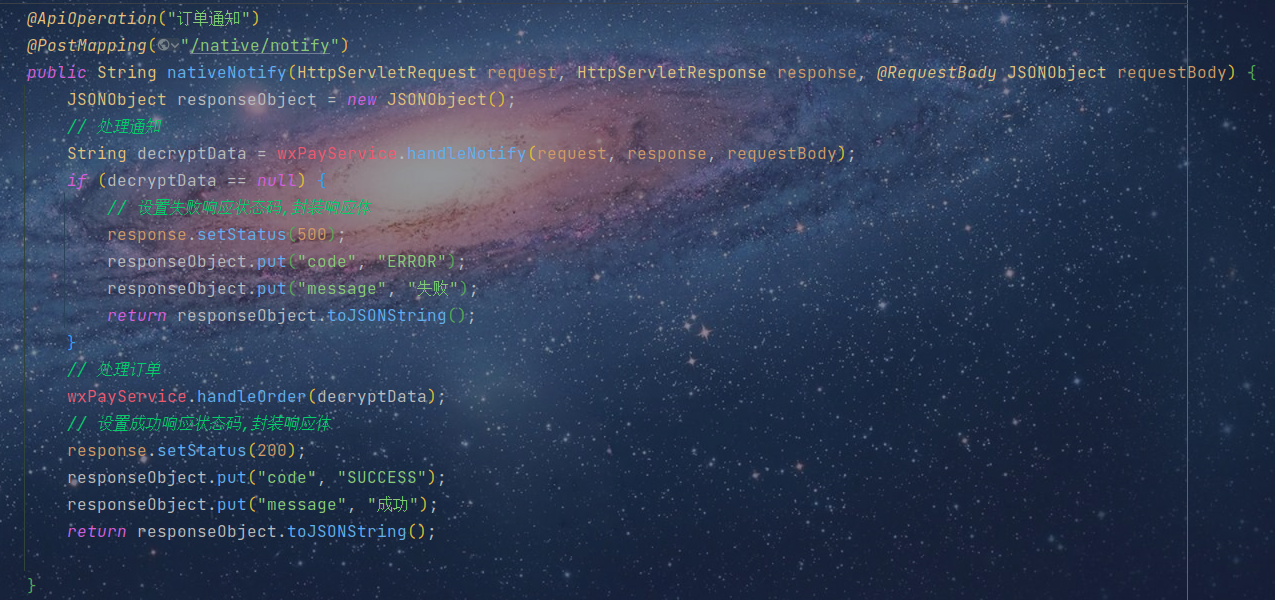 @ApiOperation("订单通知")
@PostMapping("/native/notify")
public String nativeNotify(HttpServletRequest request, HttpServletResponse response, @RequestBody JSONObject requestBody) {
    JSONObject responseObject = new JSONObject();
    // 处理通知
    String decryptData = wxPayService.handleNotify(request, response, requestBody);
    if (decryptData == null) {
        // 设置失败响应状态码,封装响应体
        response.setStatus(500);
        responseObject.put("code", "ERROR");
        responseObject.put("message", "失败");
        return responseObject.toJSONString();
    }
    // 处理订单
    wxPayService.handleOrder(decryptData);
    // 设置成功响应状态码,封装响应体
    response.setStatus(200);
    responseObject.put("code", "SUCCESS");
    responseObject.put("message", "成功");
    return responseObject.toJSONString();
}